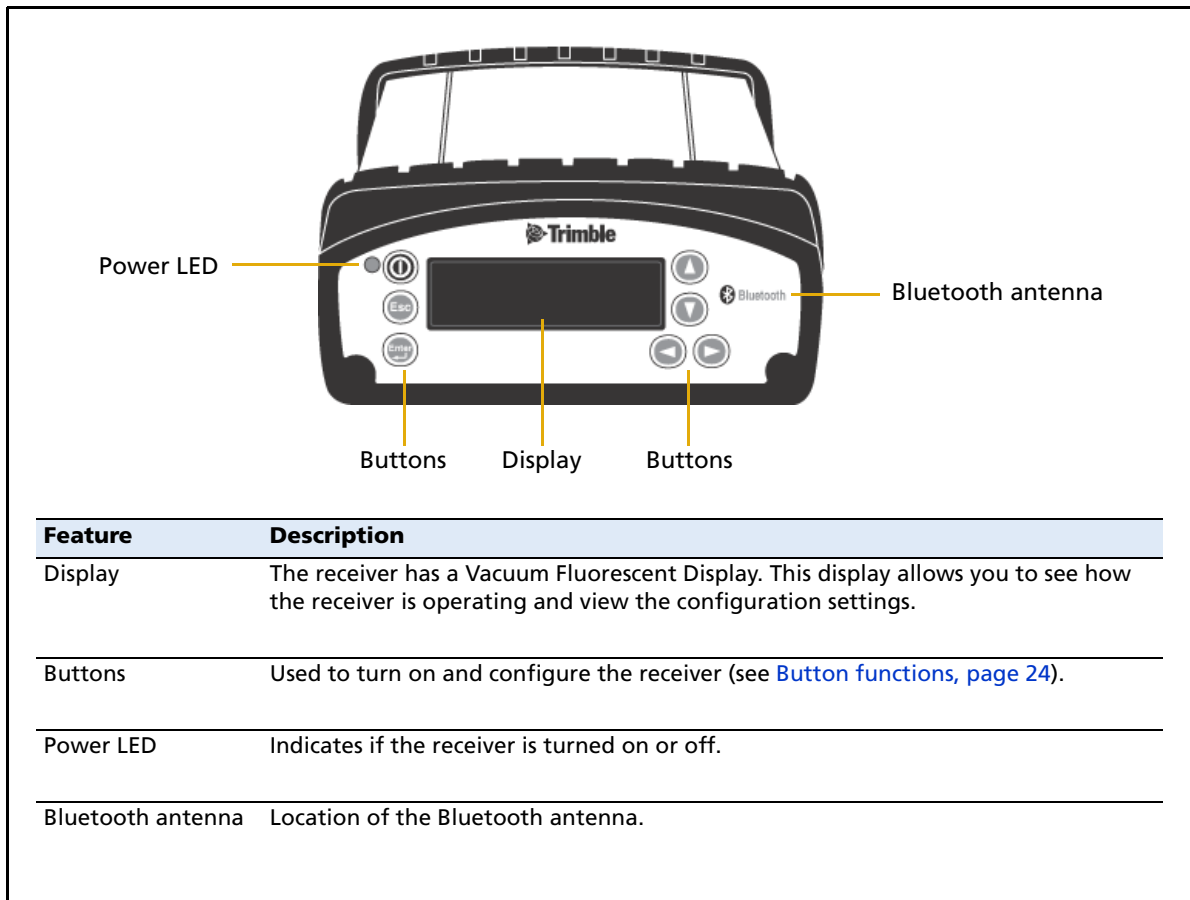 Trimble
Power LED
Esc
Bluetooth
Bluetooth antenna
Enter
Buttons
Display
Buttons
Feature Description
Display The receiver has a Vacuum Fluorescent Display. This display allows you to see how
the receiver is operating and view the configuration settings.
Buttons Used to turn on and configure the receiver (see Button functions, page 24).
Power LED Indicates if the receiver is turned on or off.
Bluetooth antenna Location of the Bluetooth antenna.